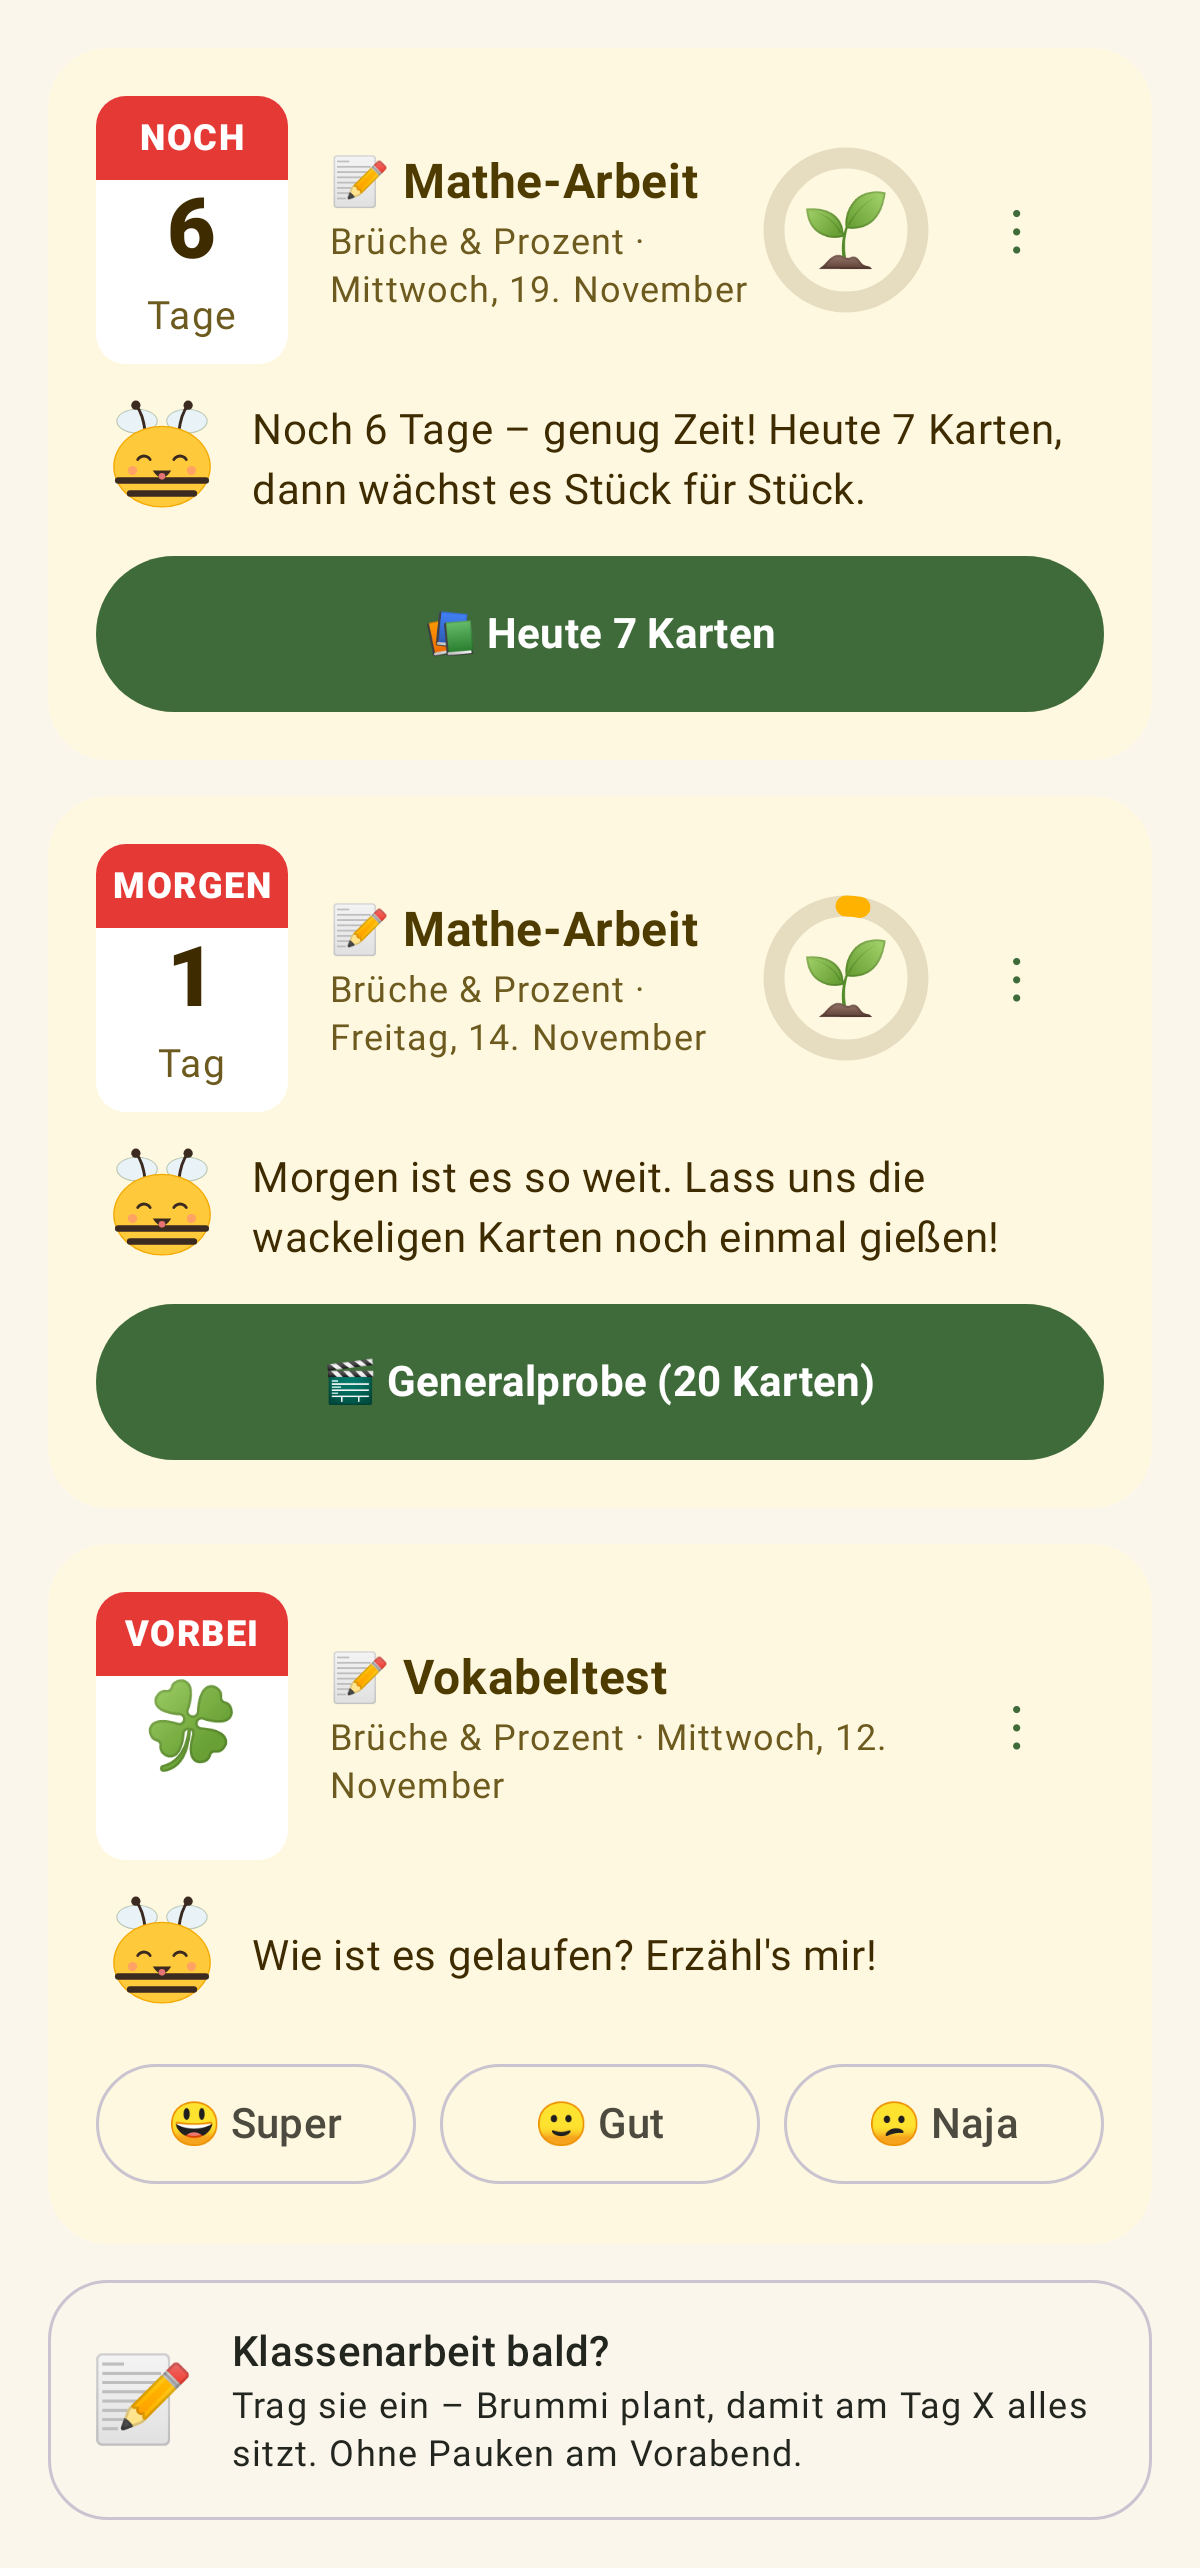 NOCH
6
Tage
Mathe-Arbeit
Brüche & Prozent ·
Mittwoch, 19. November
Noch 6 Tage – genug Zeit! Heute 7 Karten,
dann wächst es Stück für Stück.
Heute 7 Karten
MORGEN
1
Tag
Mathe-Arbeit
Brüche & Prozent ·
Freitag, 14. November
Morgen ist es so weit. Lass uns die
wackeligen Karten noch einmal gießen!
Generalprobe (20 Karten)
VORBEI
Vokabeltest
Brüche & Prozent · Mittwoch, 12.
November
Wie ist es gelaufen? Erzähl's mir!
Super
Gut
Naja
Klassenarbeit bald?
Trag sie ein – Brummi plant, damit am Tag X alles
sitzt. Ohne Pauken am Vorabend.